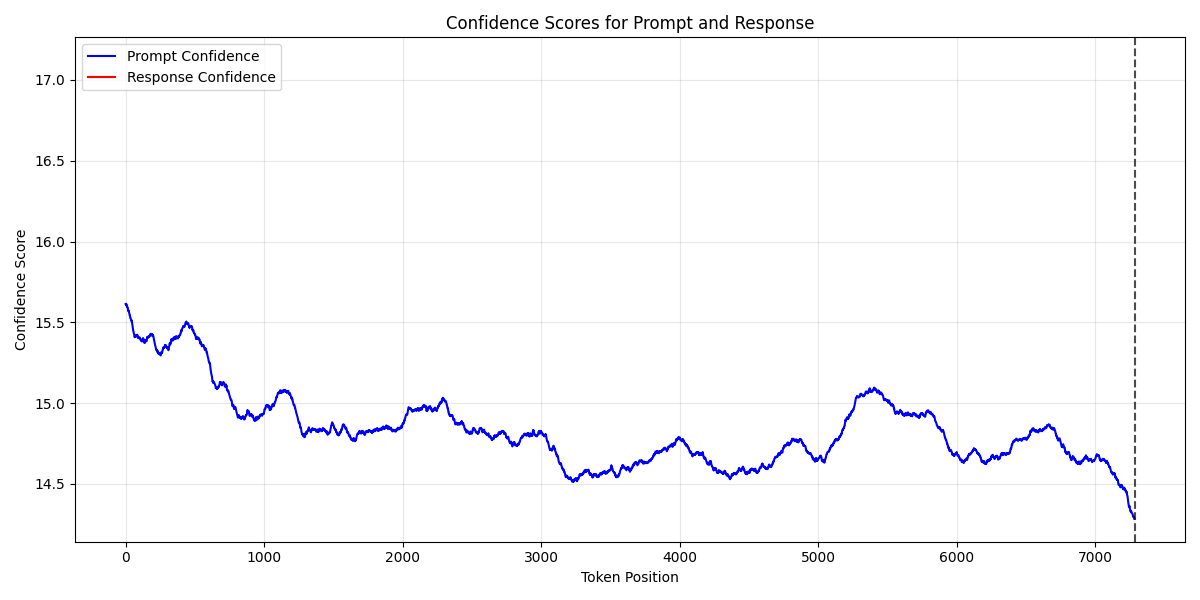 Confidence Scores for Prompt and Response
Prompt Confidence
Response Confidence
Confidence Score
17.0
16.5
16.0
15.5
15.0
14.5
0 1000 2000 3000 4000 5000 6000 7000
Token Position